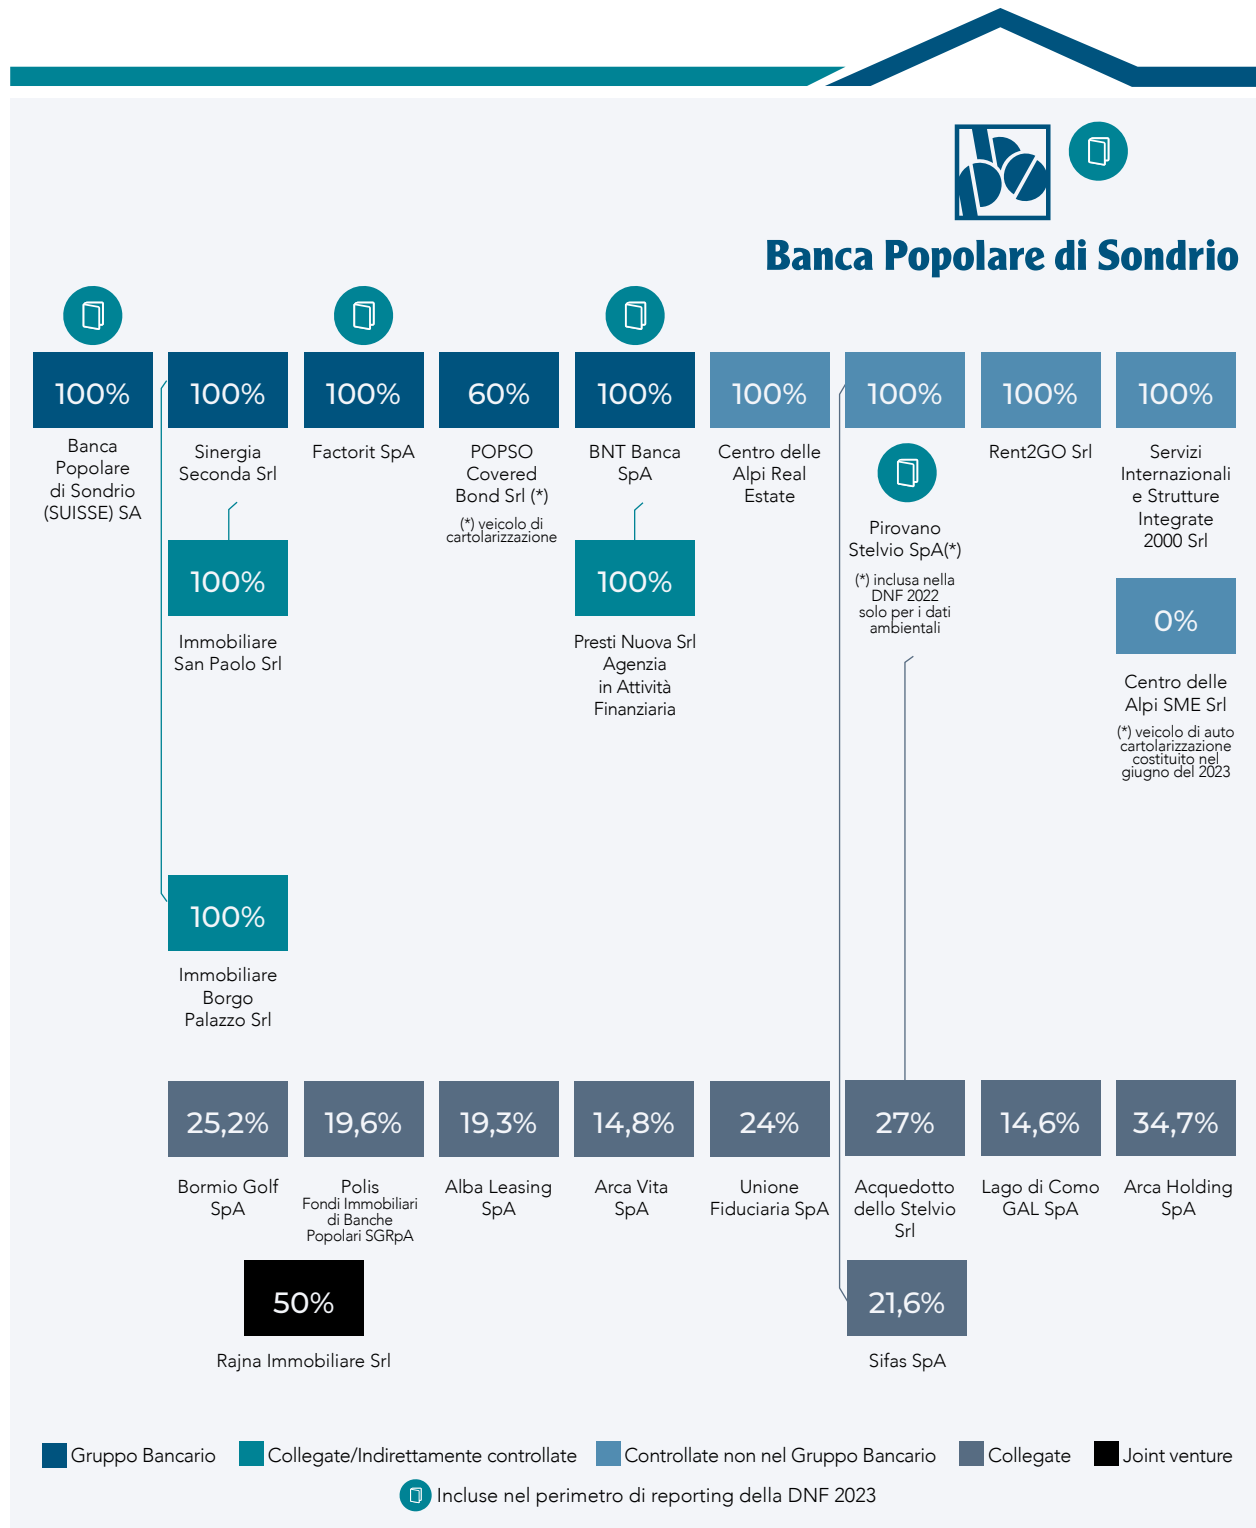 Banca Popolare di Sondrio
100%
Banca
Popolare
di Sondrio
(SUISSE) SA
100%
Sinergia
Seconda Srl
100%
Factorit SpA
60%
POPSO
Covered
Bond Srl (*)
(*) veicolo di
cartolarizzazione
100%
BNT Banca
SpA
100%
Centro delle
Alpi Real
Estate
100%
Pirovano
Stelvio SpA(*)
(*) inclusa nella
DNF 2022
solo per i dati
ambientali
100%
Rent2GO Srl
100%
Servizi
Internazionali
e Strutture
Integrate
2000 Srl
100%
Immobiliare
San Paolo Srl
100%
Presti Nuova Srl
Agenzia
in Attività
Finanziaria
0%
Centro delle
Alpi SME Srl
(*) veicolo di auto
cartolarizzazione
costituito nel
giugno del 2023
100%
Immobiliare
Borgo
Palazzo Srl
25,2%
Bormio Golf
SpA
19,6%
Polis
Fondi Immobiliari
di Banche
Popolari SGRpA
19,3%
Alba Leasing
SpA
14,8%
Arca Vita
SpA
24%
Unione
Fiduciaria SpA
27%
Acquedotto
dello Stelvio
Srl
14,6%
Lago di Como
GAL SpA
34,7%
Arca Holding
SpA
50%
Rajna Immobiliare Srl
21,6%
Sifas SpA
Gruppo Bancario
Collegate/Indirettamente controllate
Controllate non nel Gruppo Bancario
Collegate
Joint venture
Incluse nel perimetro di reporting della DNF 2023